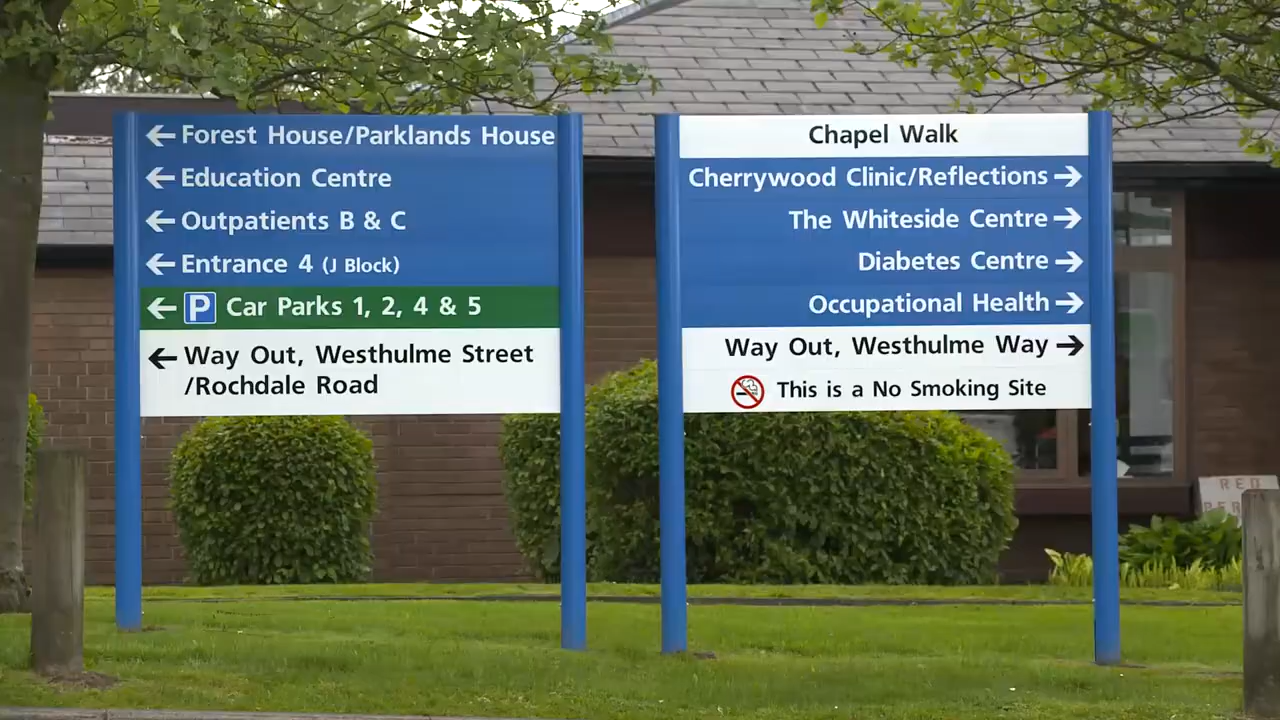 Forest House/Parklands House
Education Centre
Outpatients B & C
Entrance 4 (J Block)
P Car Parks 1, 2, 4 & 5
Way Out, Westhulme Street
/Rochdale Road
Chapel Walk
Cherrywood Clinic/Reflections
The Whiteside Centre
Diabetes Centre
Occupational Health
Way Out, Westhulme Way
This is a No Smoking Site
RED